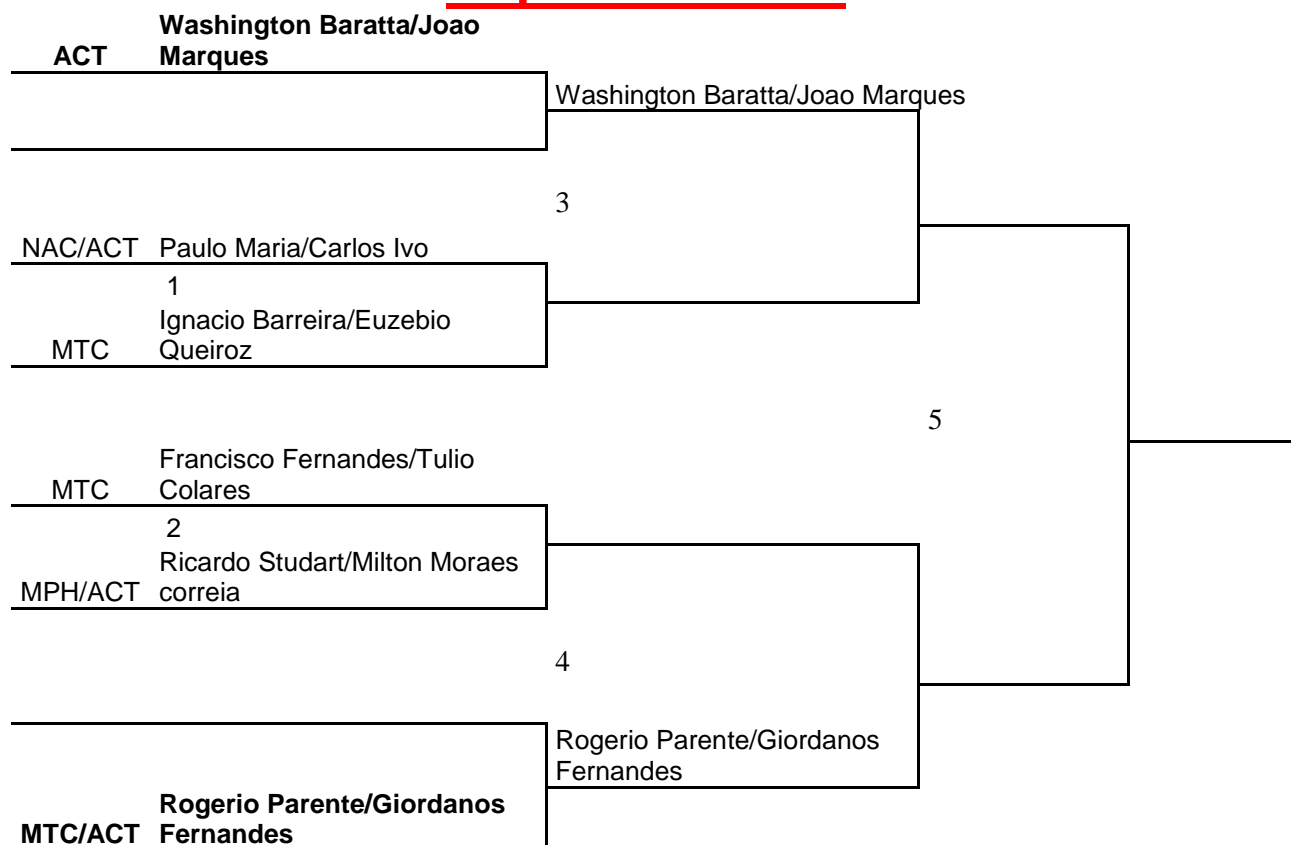 Washington Baratta/Joao
ACT Marques
Washington Baratta/Joao Marques
3
NAC/ACT Paulo Maria/Carlos Ivo
1
Ignacio Barreira/Euzebio
MTC Queiroz
5
Francisco Fernandes/Tulio
MTC Colares
2
Ricardo Studart/Milton Moraes
MPH/ACT correia
4
Rogerio Parente/Giordanos
Fernandes
Rogerio Parente/Giordanos
MTC/ACT Fernandes